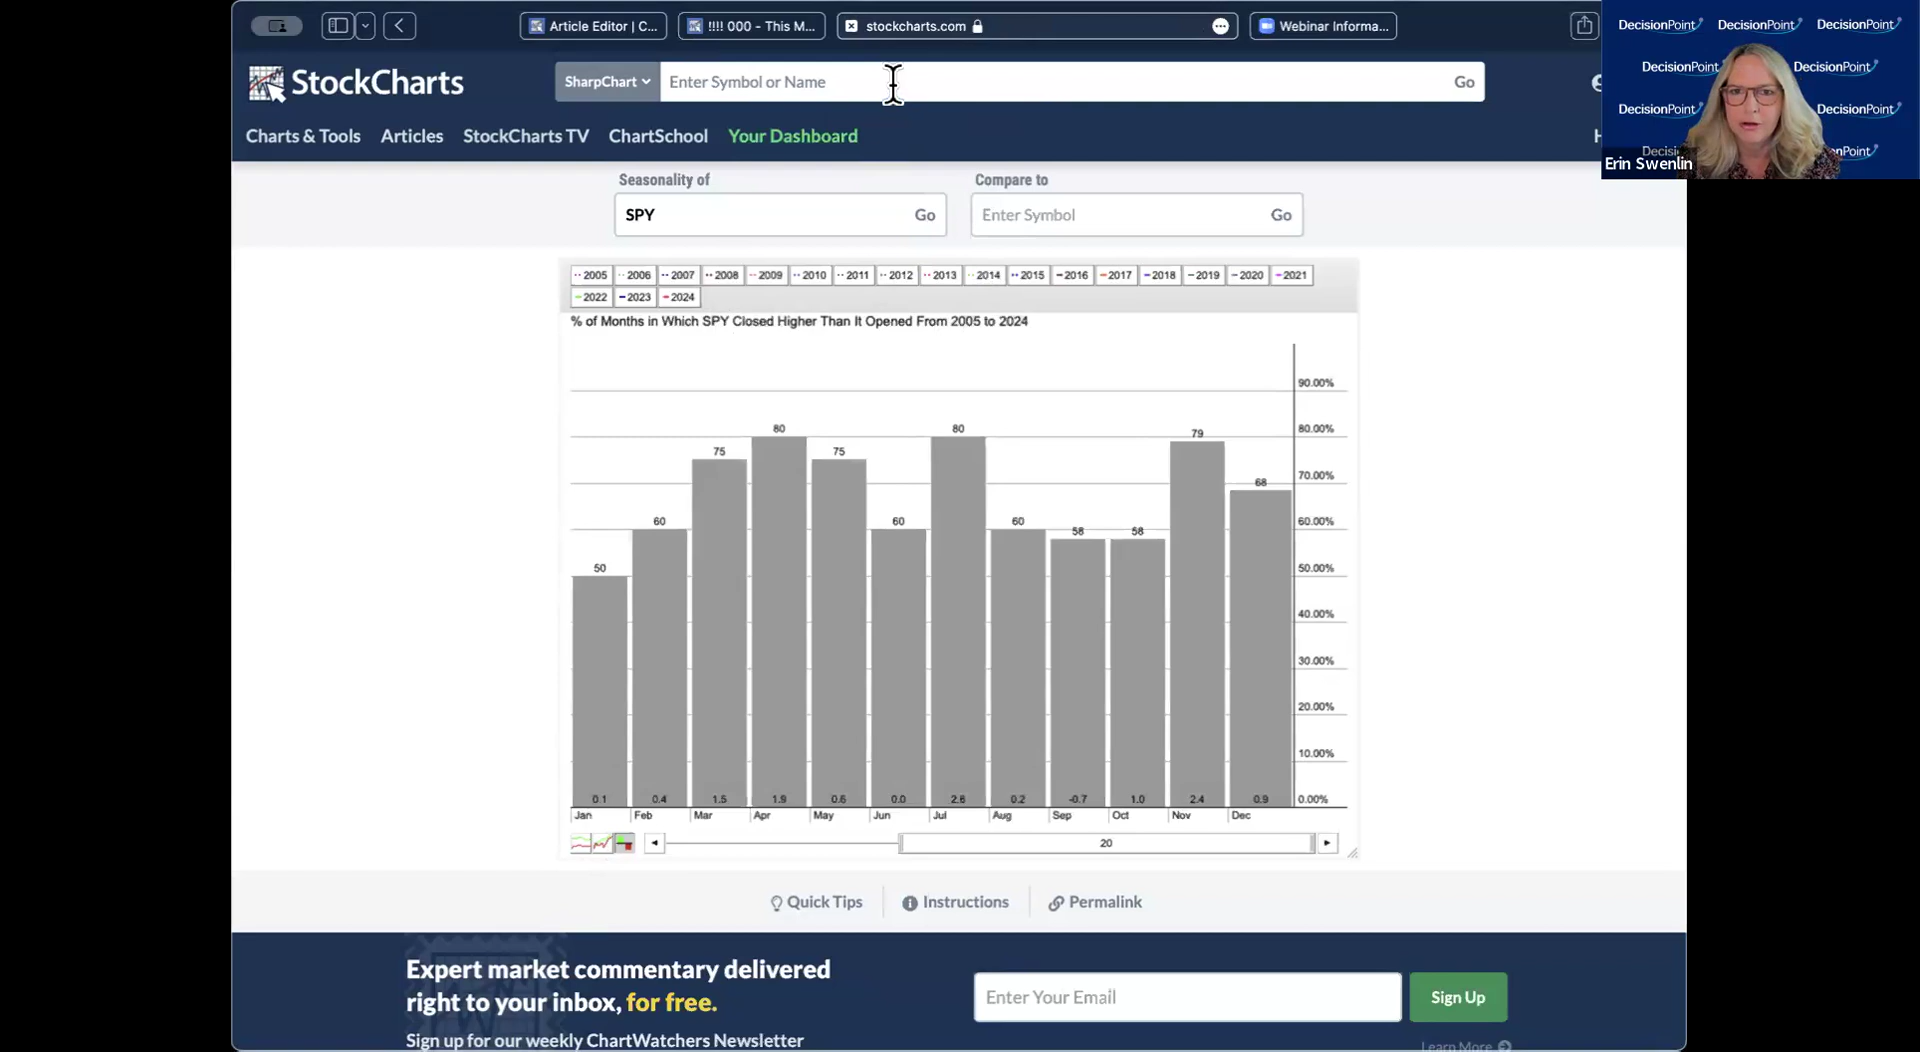 Article Editor | C...
!!!! 000 - This M...
stockcharts.com
Webinar Informa...
StockCharts
SharpChart
Enter Symbol or Name
Go
Charts & Tools
Articles
StockCharts TV
ChartSchool
Your Dashboard
DecisionPoint DecisionPoint DecisionPoint
DecisionPoint DecisionPoint
DecisionPoint DecisionPoint
Erin Swenlin
Seasonality of
SPY
Go
Compare to
Enter Symbol
Go
2005 2006 2007 2008 2009 2010 2011 2012 2013 2014 2015 2016 2017 2018 2019 2020 2021
2022 2023 2024
% of Months in Which SPY Closed Higher Than It Opened From 2005 to 2024
90.00%
80.00%
70.00%
60.00%
50.00%
40.00%
30.00%
20.00%
10.00%
0.00%
50 60 75 80 75 60 80 60 58 58 79 68
0.1 0.4 1.5 1.9 0.6 0.0 2.6 0.2 -0.7 1.0 2.4 0.9
Jan Feb Mar Apr May Jun Jul Aug Sep Oct Nov Dec
20
Quick Tips
Instructions
Permalink
Expert market commentary delivered
right to your inbox, for free.
Sign up for our weekly ChartWatchers Newsletter
Enter Your Email
Sign Up
Learn More